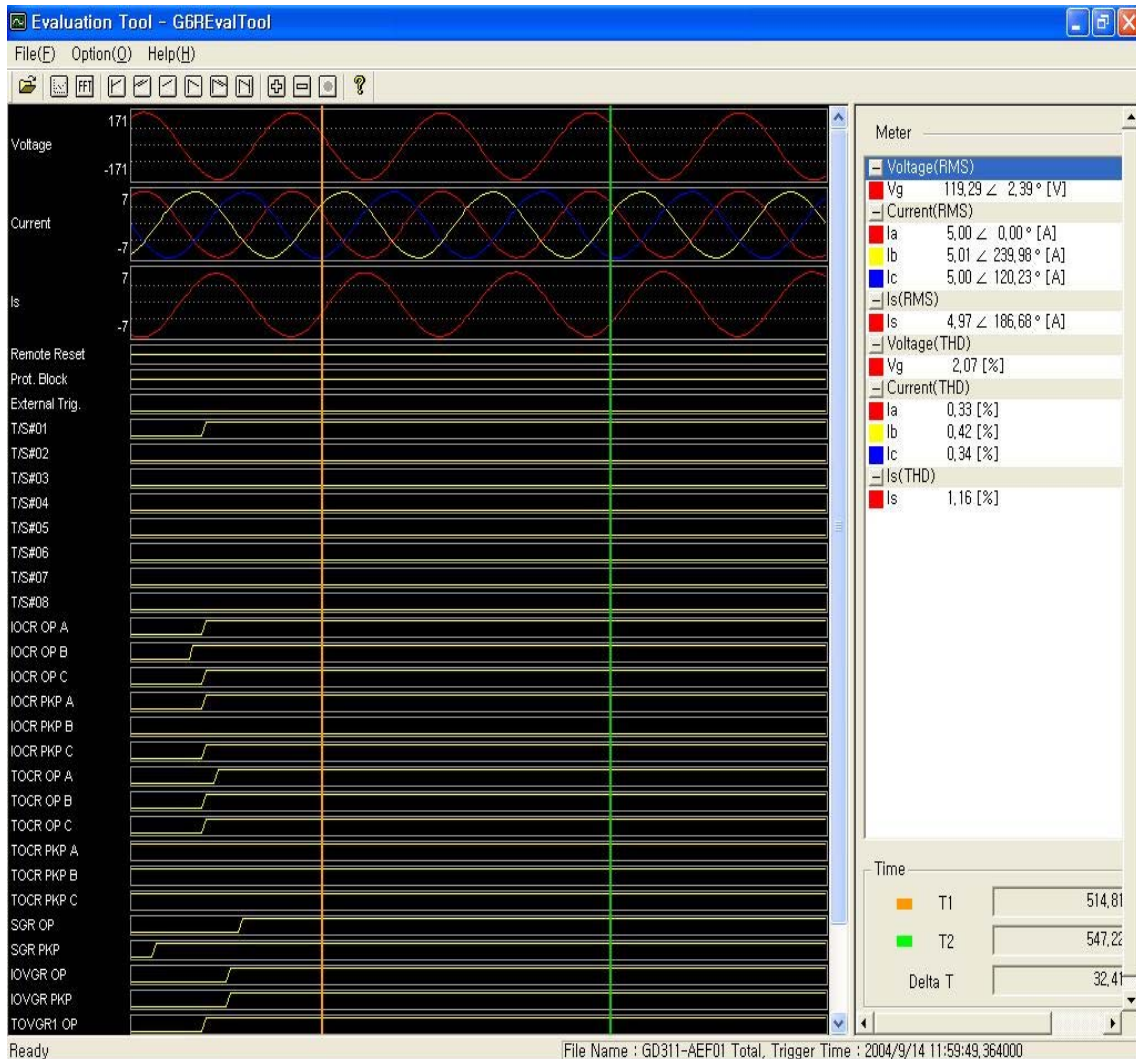 Evaluation Tool - G6REvalTool
File(F) Option(O) Help(H)
FFT
171
Voltage
-171
7
Current
-7
7
Is
-7
Remote Reset
Prot. Block
External Trig.
T/S#01
T/S#02
T/S#03
T/S#04
T/S#05
T/S#06
T/S#07
T/S#08
IOCR OP A
IOCR OP B
IOCR OP C
IOCR PKP A
IOCR PKP B
IOCR PKP C
TOCR OP A
TOCR OP B
TOCR OP C
TOCR PKP A
TOCR PKP B
TOCR PKP C
SGR OP
SGR PKP
IOVGR OP
IOVGR PKP
TOVGR1 OP
Meter
Voltage(RMS)
Vg 119,29 ∠ 2,39 ° [V]
Current(RMS)
Ia 5,00 ∠ 0,00 ° [A]
Ib 5,01 ∠ 239,98 ° [A]
Ic 5,00 ∠ 120,23 ° [A]
Is(RMS)
Is 4,97 ∠ 186,68 ° [A]
Voltage(THD)
Vg 2,07 [%]
Current(THD)
Ia 0,33 [%]
Ib 0,42 [%]
Ic 0,34 [%]
Is(THD)
Is 1,16 [%]
Time
T1 514,81
T2 547,22
Delta T 32,41
Ready File Name : GD311-AEF01 Total, Trigger Time : 2004/9/14 11:59:49,364000